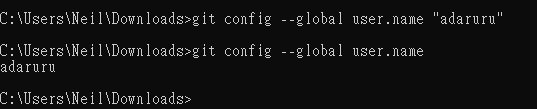 C:\Users\Neil\Downloads>git config --global user.name "adaruru"
C:\Users\Neil\Downloads>git config --global user.name
adaruru
C:\Users\Neil\Downloads>